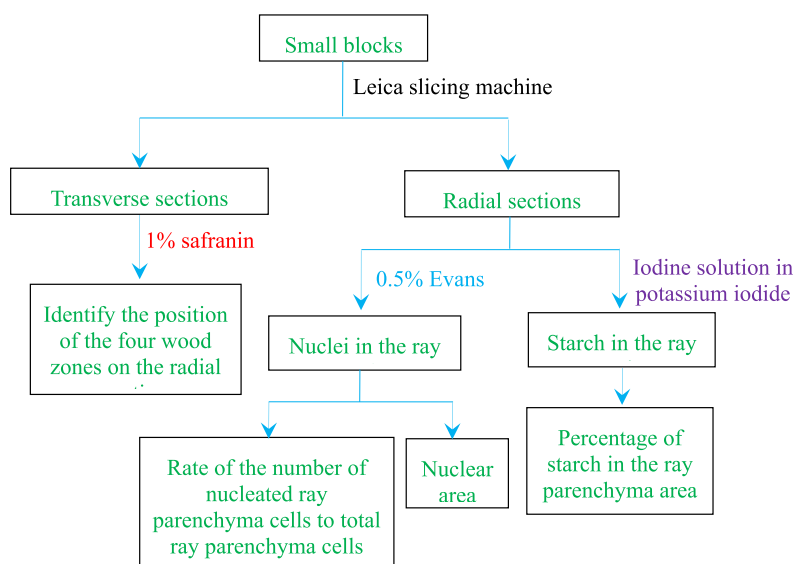 Small blocks
Leica slicing machine
Transverse sections
Radial sections
1% safranin
0.5% Evans
Iodine solution in
potassium iodide
Identify the position
of the four wood
zones on the radial
Nuclei in the ray
Starch in the ray
Rate of the number of
nucleated ray
parenchyma cells to total
ray parenchyma cells
Nuclear
area
Percentage of
starch in the ray
parenchyma area